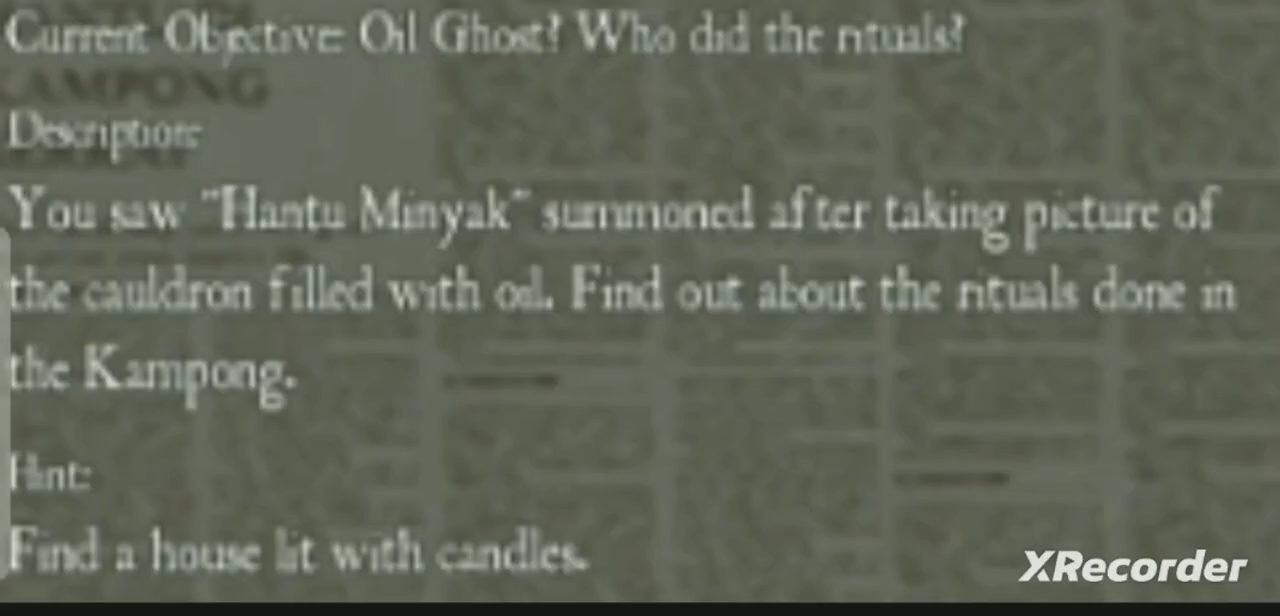 Current Objective: Oil Ghost? Who did the rituals?
KAMPONG
Description:
You saw "Hantu Minyak" summoned after taking picture of
the cauldron filled with oil. Find out about the rituals done in
the Kampong.
Hint:
Find a house lit with candles.
XRecorder